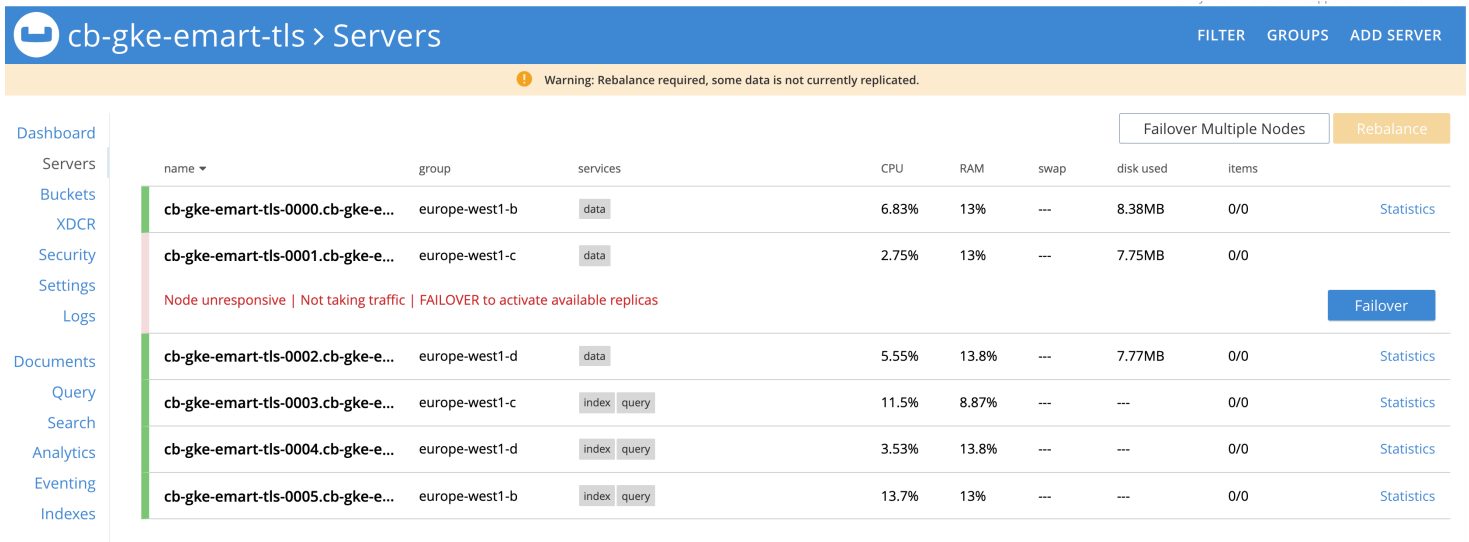 cb-gke-emart-tls > Servers
FILTER GROUPS ADD SERVER
Warning: Rebalance required, some data is not currently replicated.
Dashboard
Servers
Buckets
XDCR
Security
Settings
Logs
Documents
Query
Search
Analytics
Eventing
Indexes
Failover Multiple Nodes Rebalance
name group services CPU RAM swap disk used items
cb-gke-emart-tls-0000.cb-gke-e... europe-west1-b data 6.83% 13% --- 8.38MB 0/0 Statistics
cb-gke-emart-tls-0001.cb-gke-e... europe-west1-c data 2.75% 13% --- 7.75MB 0/0
Node unresponsive | Not taking traffic | FAILOVER to activate available replicas Failover
cb-gke-emart-tls-0002.cb-gke-e... europe-west1-d data 5.55% 13.8% --- 7.77MB 0/0 Statistics
cb-gke-emart-tls-0003.cb-gke-e... europe-west1-c index query 11.5% 8.87% --- --- 0/0 Statistics
cb-gke-emart-tls-0004.cb-gke-e... europe-west1-d index query 3.53% 13.8% --- --- 0/0 Statistics
cb-gke-emart-tls-0005.cb-gke-e... europe-west1-b index query 13.7% 13% --- --- 0/0 Statistics